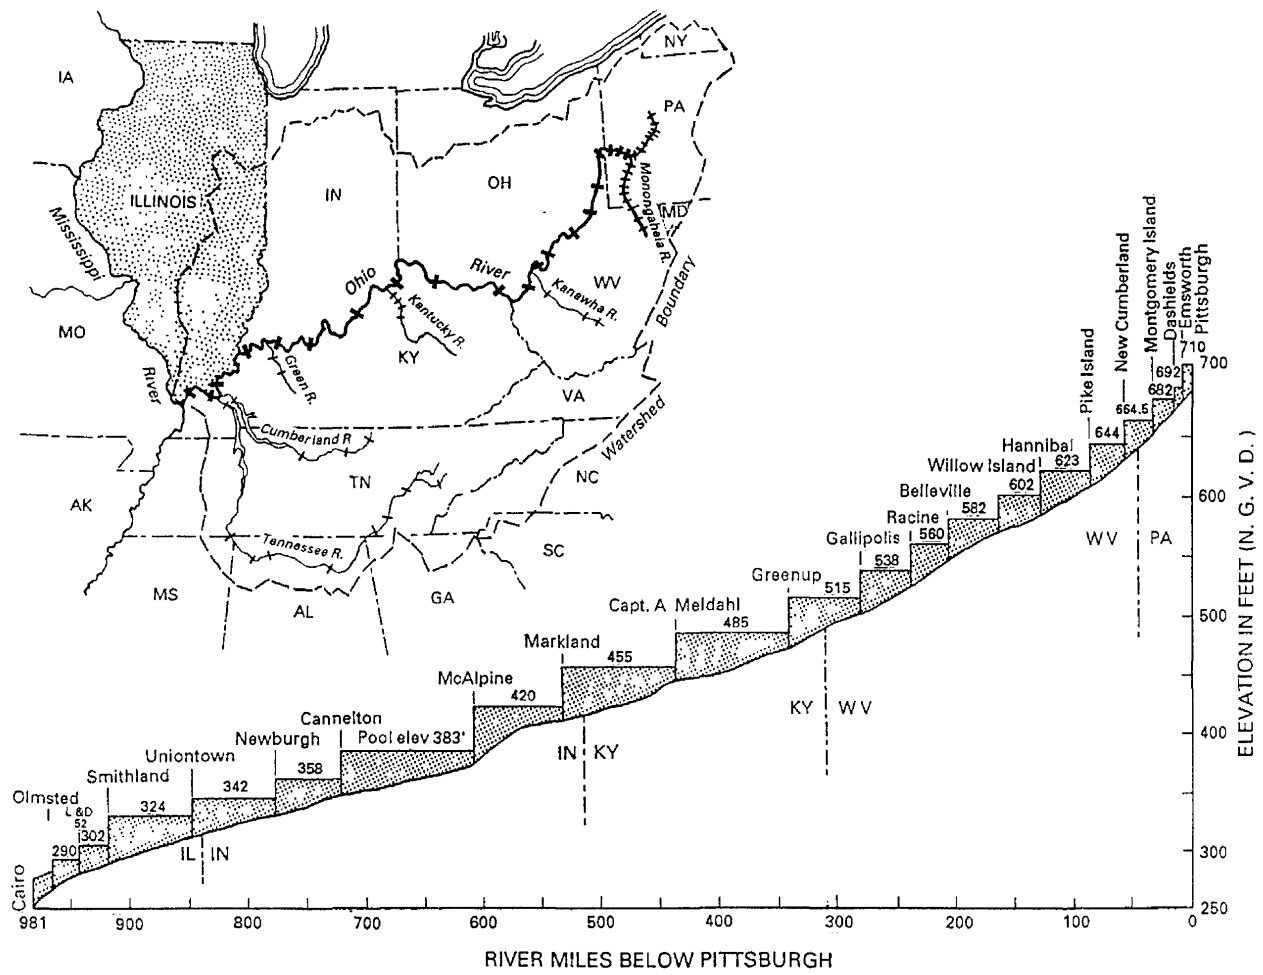 NY
IA
PA
ILLINOIS
IN
OH
Monongahela R.
MD
Mississippi
River
MO
Ohio
River
WV
Kanawha R.
Boundary
Kentucky R.
KY
Green R.
VA
Watershed
Cumberland R
TN
NC
AK
Tennessee R.
SC
MS
AL
GA
Cairo
Olmsted
290
L & D
52
302
Smithland
324
Uniontown
342
Newburgh
358
Cannelton
Pool elev 383'
McAlpine
420
Markland
455
Capt. A Meldahl
485
Greenup
515
Gallipolis
538
Racine
560
Belleville
582
Willow Island
602
Hannibal
623
Pike Island
644
New Cumberland
664.5
Montgomery Island
682
Dashields
692
Emsworth
710
Pittsburgh
IL IN
IN KY
KY WV
WV PA
700
600
500
400
300
250
ELEVATION IN FEET (N. G. V. D. )
981 900 800 700 600 500 400 300 200 100 0
RIVER MILES BELOW PITTSBURGH